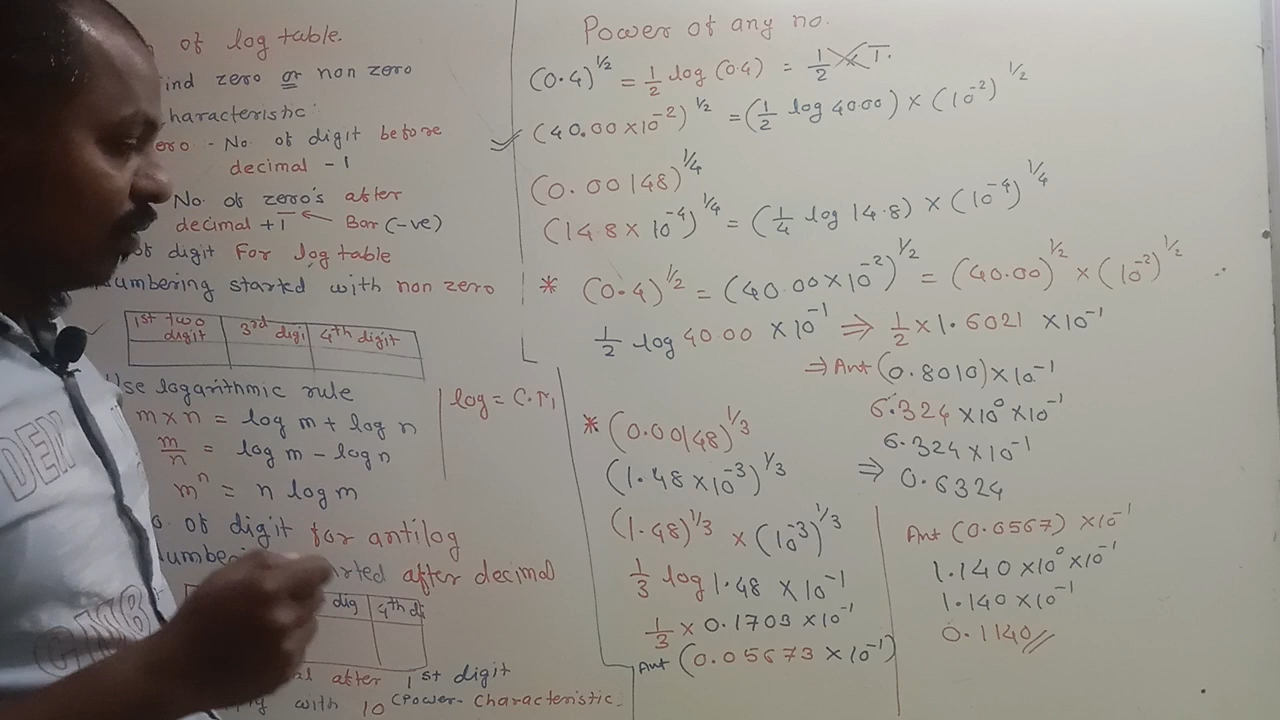 of log table.
ind zero or non zero
haracteristic:
ero - No. of digit before
decimal - 1
No. of zero's after
decimal + 1̅ ← Bar (-ve)
of digit For log table
umbering started with non zero
1st two digit 3rd digi 4th digit
Use logarithmic rule
m × n = log m + log n
m/n = log m - log n
m^n = n log m
log = C.M
of digit for antilog
umberi rted after decimal
dig 4th di
after 1st digit
with 10 (Power- characteristic.
Power of any no.
(0.4)^1/2 = 1/2 log (0.4) = 1/2 × 1̅.
(40.00×10^-2)^1/2 = (1/2 log 4000) × (10^-2)^1/2
(0.00148)^1/4
(14.8 × 10^-4)^1/4 = (1/4 log 14.8) × (10^-4)^1/4
* (0.4)^1/2 = (40.00×10^-2)^1/2 = (40.00)^1/2 × (10^-2)^1/2
1/2 log 40.00 × 10^-1 ⇒ 1/2 × 1.6021 × 10^-1
⇒ Ant (0.8010) × 10^-1
6.324 × 10^0 × 10^-1
6.324 × 10^-1
⇒ 0.6324
* (0.00148)^1/3
(1.48 × 10^-3)^1/3
(1.48)^1/3 × (10^-3)^1/3
1/3 log 1.48 × 10^-1
1/3 × 0.1703 × 10^-1
Ant (0.05673 × 10^-1)
Ant (0.0567) × 10^-1
1.140 × 10^0 × 10^-1
1.140 × 10^-1
0.1140//